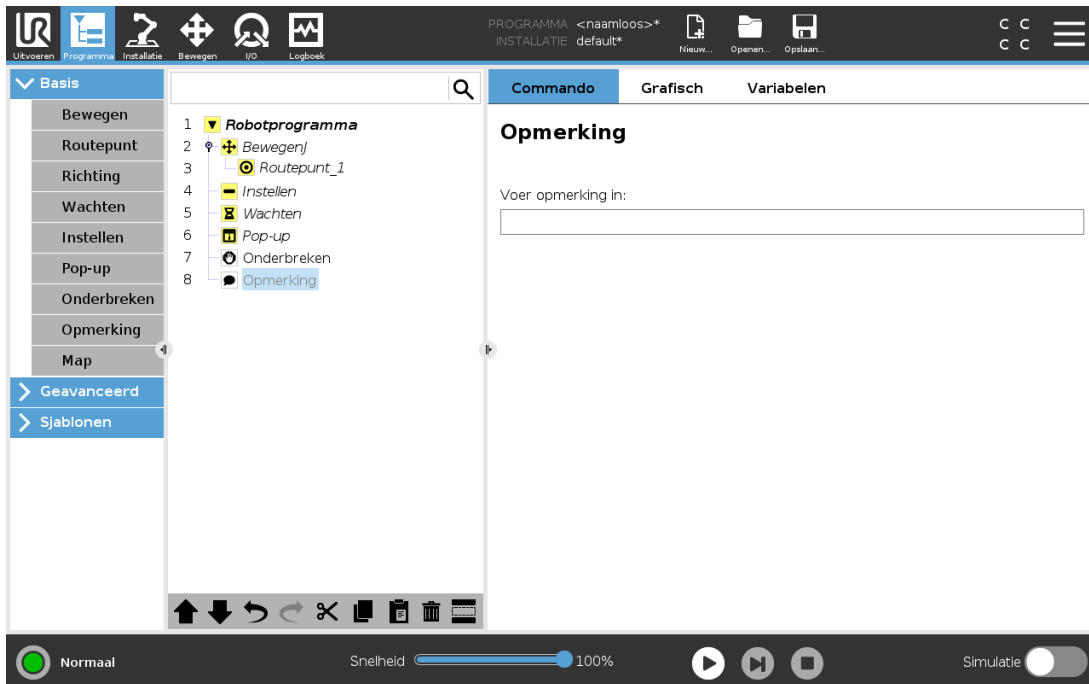 PROGRAMMA <naamloos>*
INSTALLATIE default*
Uitvoeren Programma Installatie Bewegen I/O Logboek
Nieuw... Openen... Opslaan...
C C
C C
Basis
Bewegen
Routepunt
Richting
Wachten
Instellen
Pop-up
Onderbreken
Opmerking
Map
Geavanceerd
Sjablonen
1 Robotprogramma
2 BewegenJ
3 Routepunt_1
4 Instellen
5 Wachten
6 Pop-up
7 Onderbreken
8 Opmerking
Commando Grafisch Variabelen
Opmerking
Voer opmerking in:
Normaal
Snelheid 100%
Simulatie